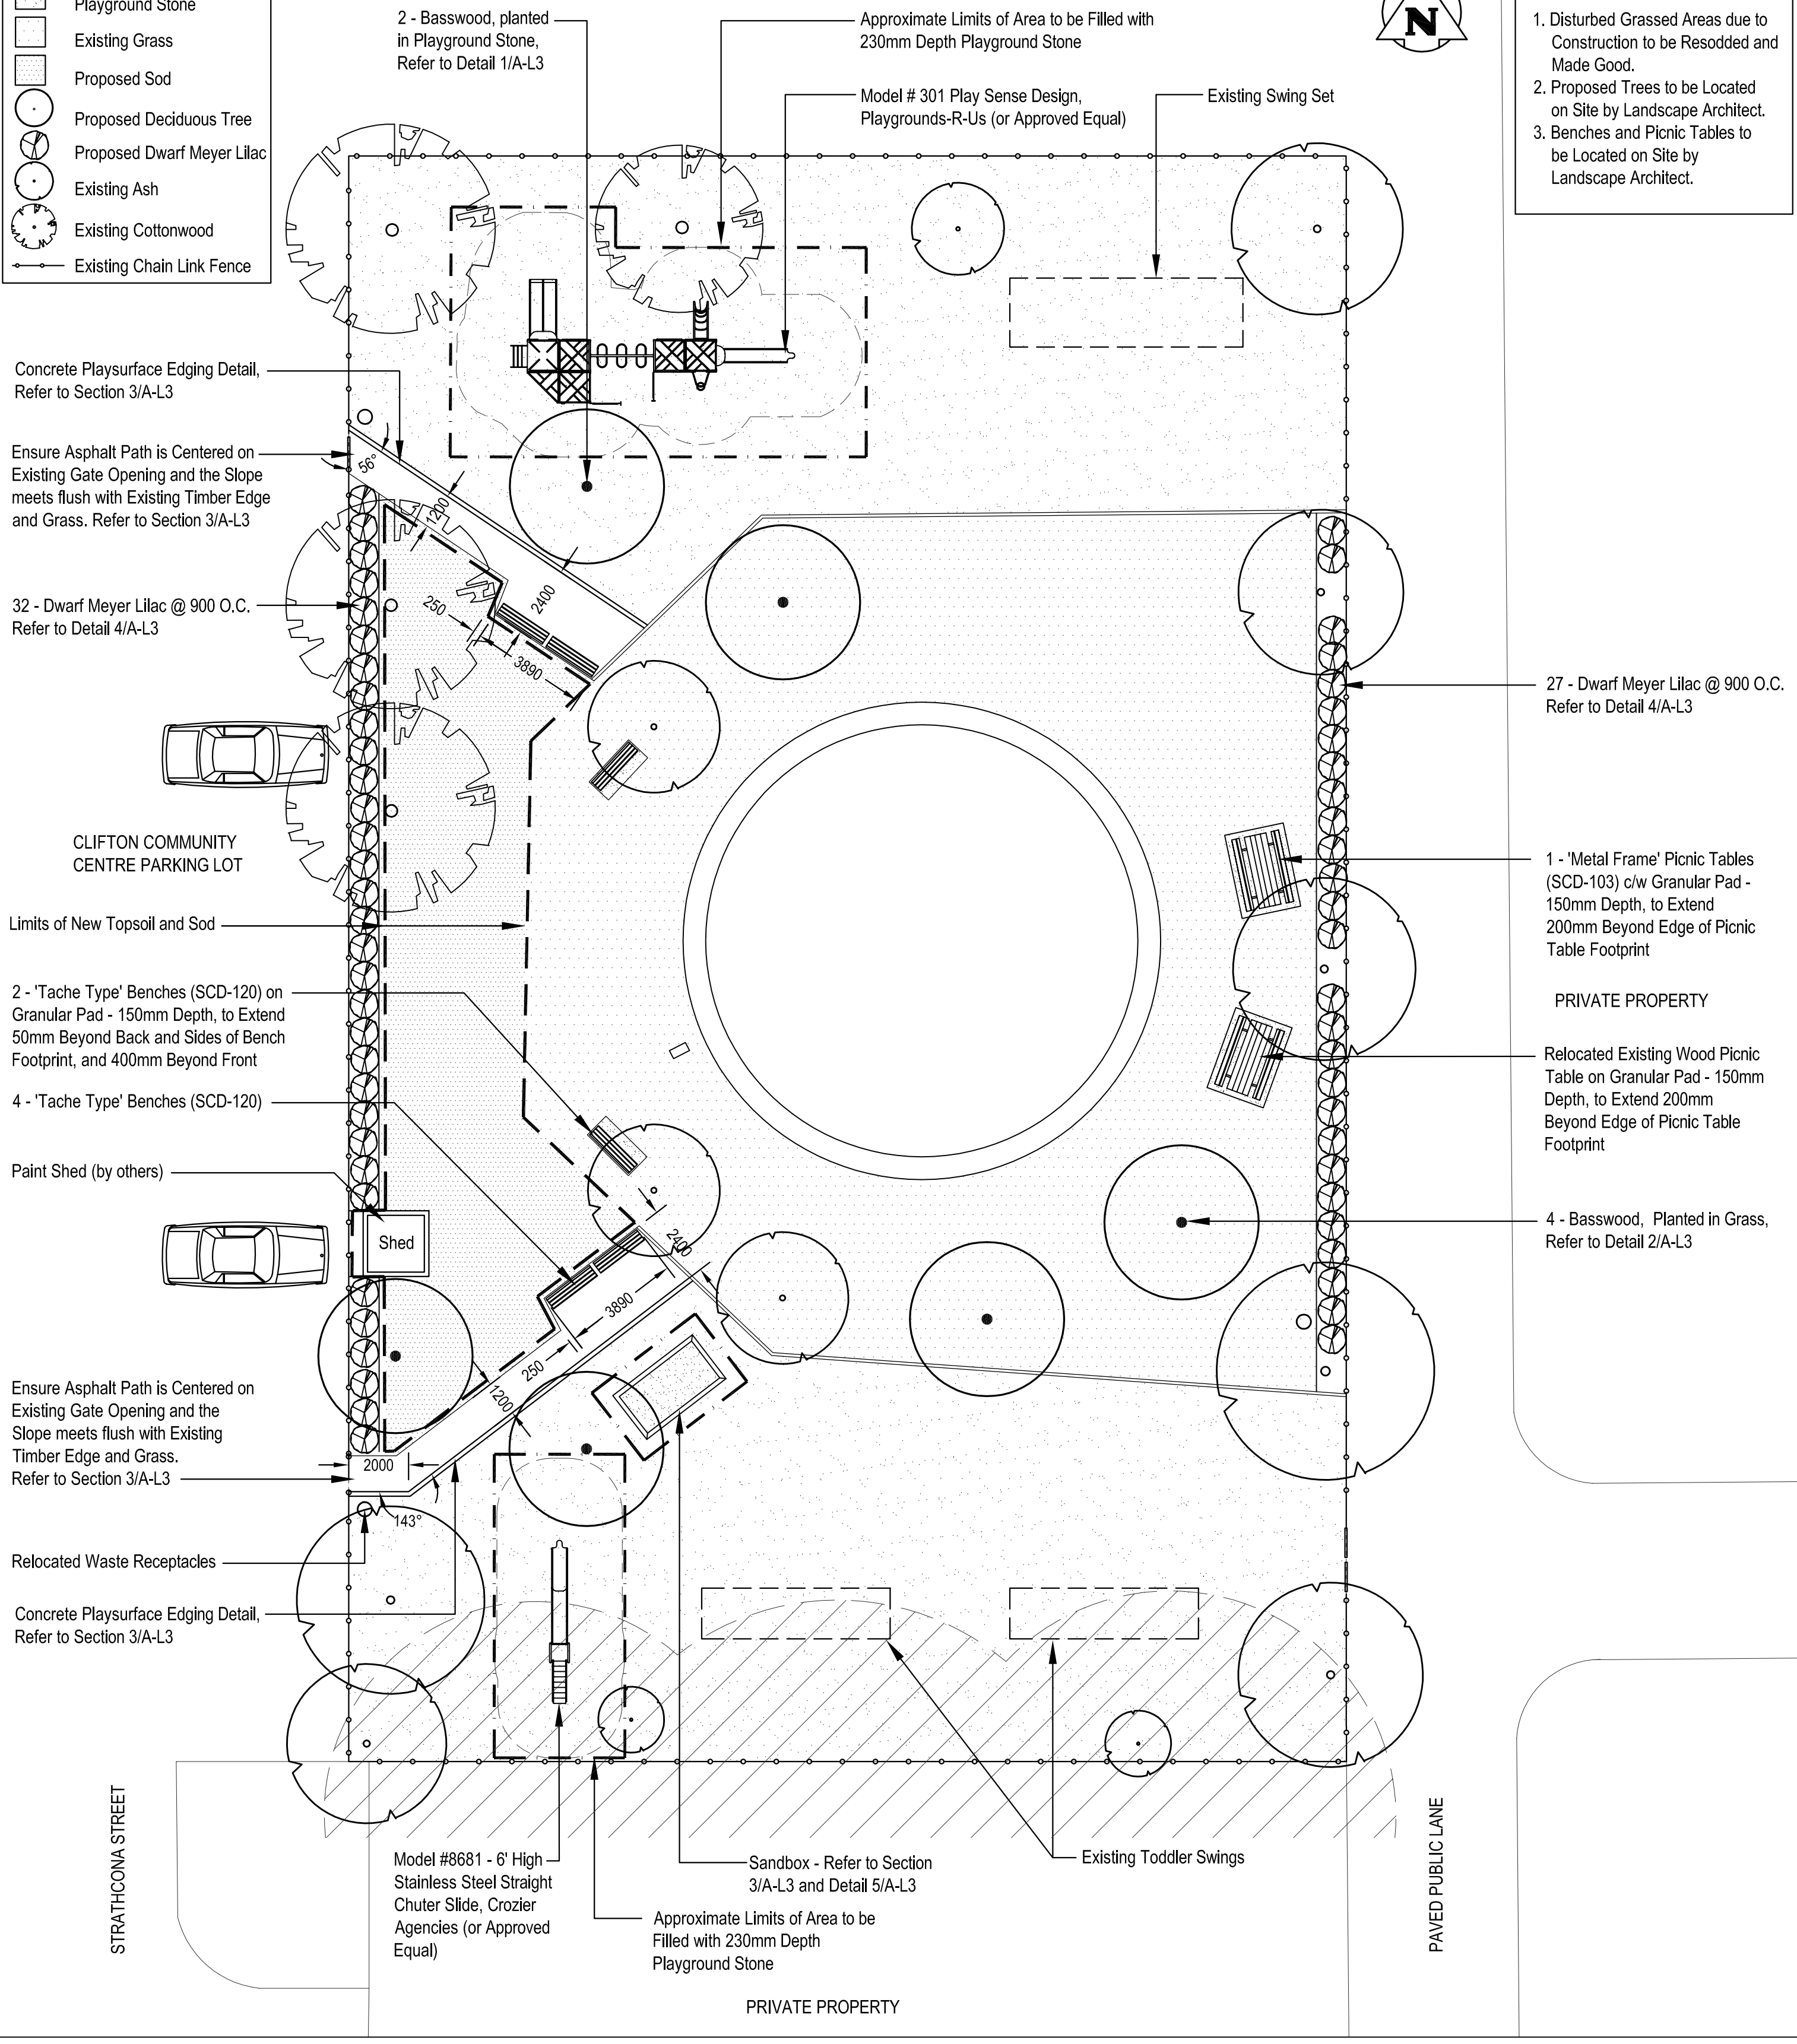 Playground Stone
Existing Grass
Proposed Sod
Proposed Deciduous Tree
Proposed Dwarf Meyer Lilac
Existing Ash
Existing Cottonwood
Existing Chain Link Fence
2 - Basswood, planted
in Playground Stone,
Refer to Detail 1/A-L3
Approximate Limits of Area to be Filled with
230mm Depth Playground Stone
Model # 301 Play Sense Design,
Playgrounds-R-Us (or Approved Equal)
Existing Swing Set
N
1. Disturbed Grassed Areas due to
Construction to be Resodded and
Made Good.
2. Proposed Trees to be Located
on Site by Landscape Architect.
3. Benches and Picnic Tables to
be Located on Site by
Landscape Architect.
Concrete Playsurface Edging Detail,
Refer to Section 3/A-L3
Ensure Asphalt Path is Centered on
Existing Gate Opening and the Slope
meets flush with Existing Timber Edge
and Grass. Refer to Section 3/A-L3
56°
1200
2400
250
3890
32 - Dwarf Meyer Lilac @ 900 O.C.
Refer to Detail 4/A-L3
27 - Dwarf Meyer Lilac @ 900 O.C.
Refer to Detail 4/A-L3
CLIFTON COMMUNITY
CENTRE PARKING LOT
1 - 'Metal Frame' Picnic Tables
(SCD-103) c/w Granular Pad -
150mm Depth, to Extend
200mm Beyond Edge of Picnic
Table Footprint
Limits of New Topsoil and Sod
PRIVATE PROPERTY
2 - 'Tache Type' Benches (SCD-120) on
Granular Pad - 150mm Depth, to Extend
50mm Beyond Back and Sides of Bench
Footprint, and 400mm Beyond Front
Relocated Existing Wood Picnic
Table on Granular Pad - 150mm
Depth, to Extend 200mm
Beyond Edge of Picnic Table
Footprint
4 - 'Tache Type' Benches (SCD-120)
Paint Shed (by others)
Shed
4 - Basswood, Planted in Grass,
Refer to Detail 2/A-L3
2400
3890
250
1200
2000
143°
Ensure Asphalt Path is Centered on
Existing Gate Opening and the
Slope meets flush with Existing
Timber Edge and Grass.
Refer to Section 3/A-L3
Relocated Waste Receptacles
Concrete Playsurface Edging Detail,
Refer to Section 3/A-L3
STRATHCONA STREET
Model #8681 - 6' High
Stainless Steel Straight
Chuter Slide, Crozier
Agencies (or Approved
Equal)
Sandbox - Refer to Section
3/A-L3 and Detail 5/A-L3
Approximate Limits of Area to be
Filled with 230mm Depth
Playground Stone
Existing Toddler Swings
PAVED PUBLIC LANE
PRIVATE PROPERTY